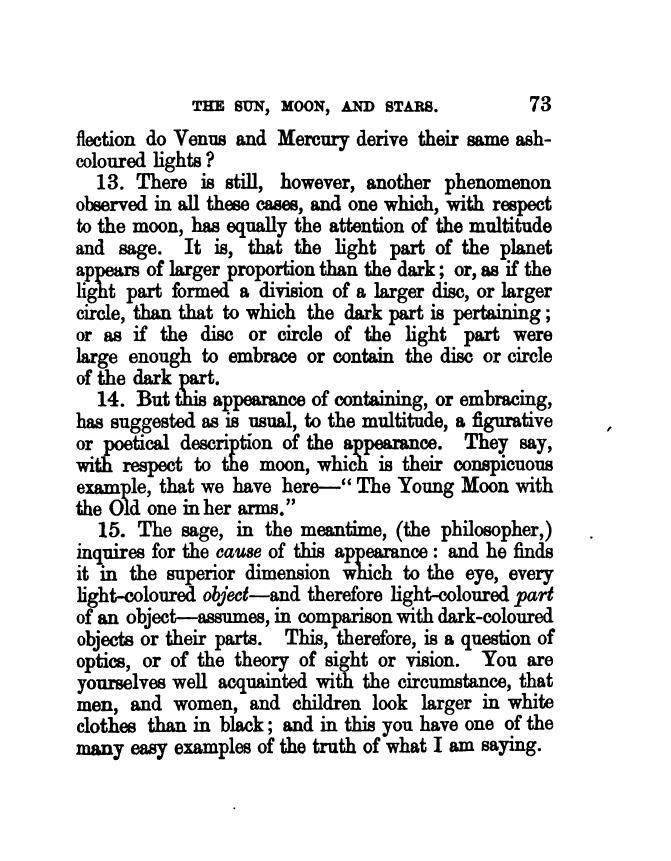 THE SUN, MOON, AND STARS. 73
flection do Venus and Mercury derive their same ash-
coloured lights?
13. There is still, however, another phenomenon
observed in all these cases, and one which, with respect
to the moon, has equally the attention of the multitude
and sage. It is, that the light part of the planet
appears of larger proportion than the dark; or, as if the
light part formed a division of a larger disc, or larger
circle, than that to which the dark part is pertaining;
or as if the disc or circle of the light part were
large enough to embrace or contain the disc or circle
of the dark part.
14. But this appearance of containing, or embracing,
has suggested as is usual, to the multitude, a figurative
or poetical description of the appearance. They say,
with respect to the moon, which is their conspicuous
example, that we have here—“The Young Moon with
the Old one in her arms.”
15. The sage, in the meantime, (the philosopher,)
inquires for the cause of this appearance: and he finds
it in the superior dimension which to the eye, every
light-coloured object—and therefore light-coloured part
of an object—assumes, in comparison with dark-coloured
objects or their parts. This, therefore, is a question of
optics, or of the theory of sight or vision. You are
yourselves well acquainted with the circumstance, that
men, and women, and children look larger in white
clothes than in black; and in this you have one of the
many easy examples of the truth of what I am saying.